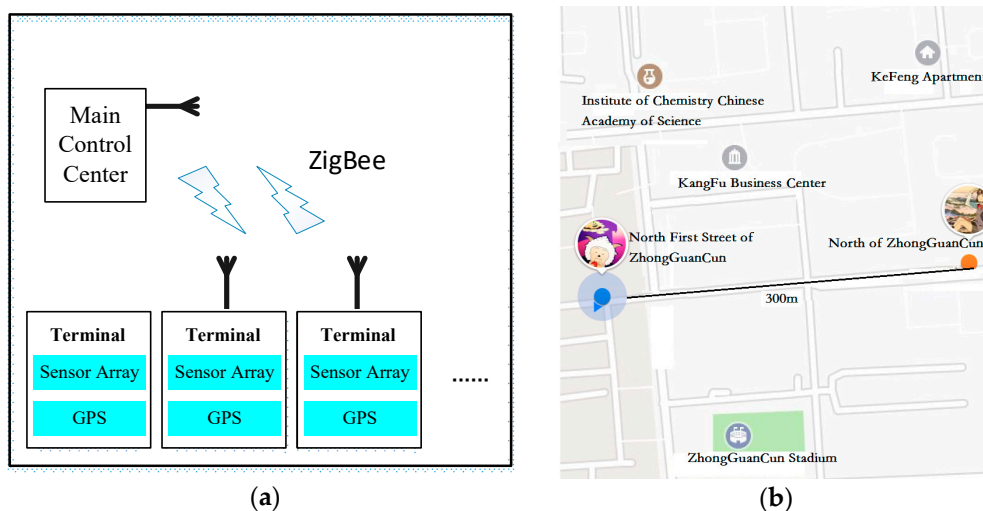 Main
Control
Center
ZigBee
Terminal
Sensor Array
GPS
Terminal
Sensor Array
GPS
Terminal
Sensor Array
GPS
......
(a)
KeFeng Apartment
Institute of Chemistry Chinese
Academy of Science
KangFu Business Center
North First Street of
ZhongGuanCun
North of ZhongGuanCun
300m
ZhongGuanCun Stadium
(b)